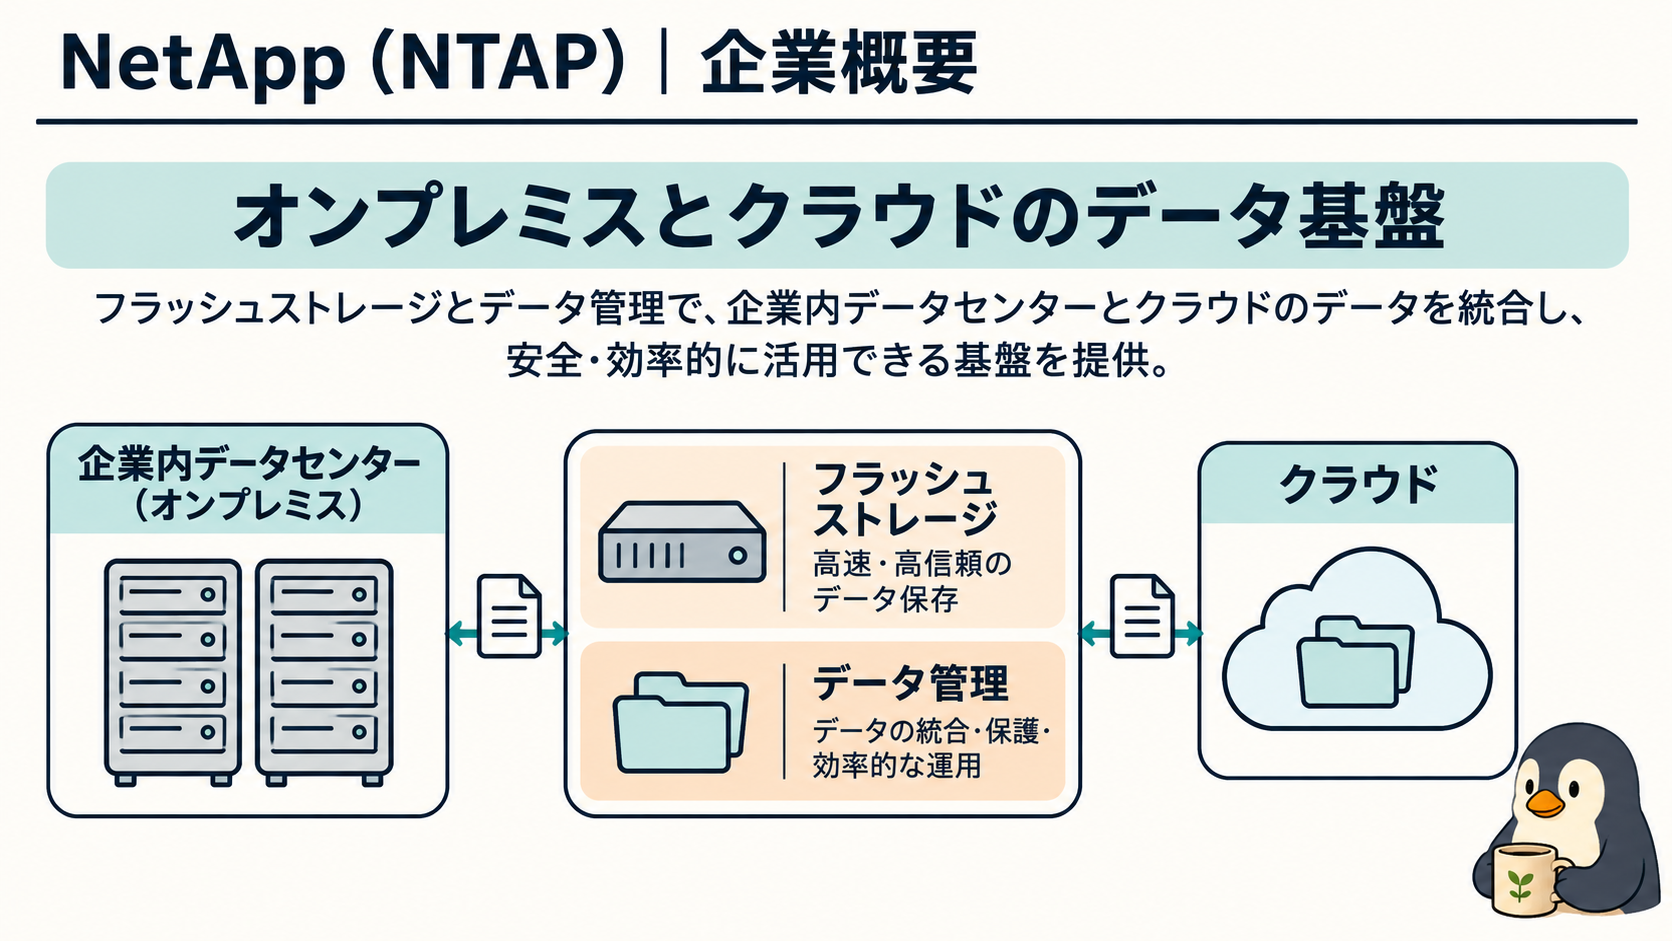 NetApp（NTAP）｜企業概要
オンプレミスとクラウドのデータ基盤
フラッシュストレージとデータ管理で、企業内データセンターとクラウドのデータを統合し、
安全・効率的に活用できる基盤を提供。
企業内データセンター
（オンプレミス）
フラッシュ
ストレージ
高速・高信頼の
データ保存
データ管理
データの統合・保護・
効率的な運用
クラウド